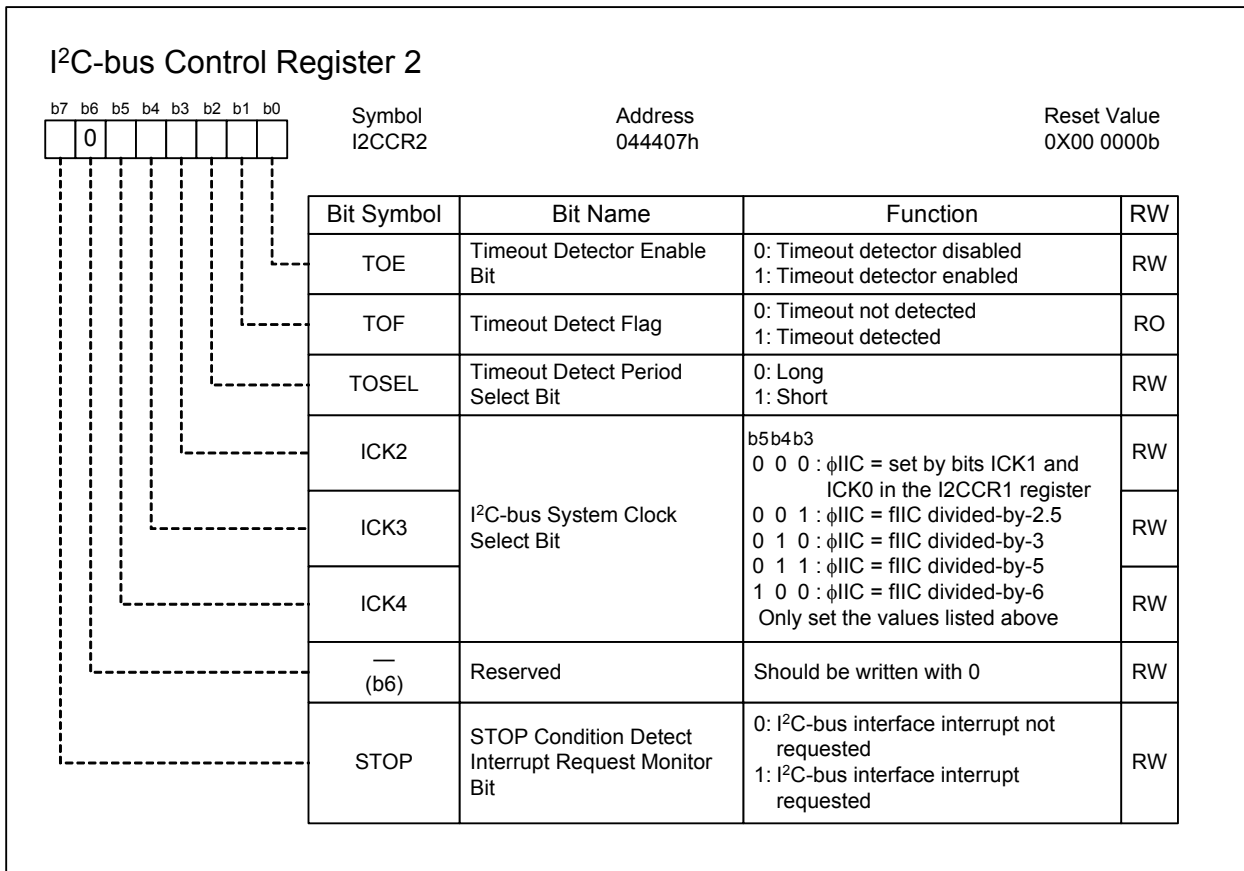 I²C-bus Control Register 2
b7 b6 b5 b4 b3 b2 b1 b0
0
Symbol Address Reset Value
I2CCR2 044407h 0X00 0000b
Bit Symbol Bit Name Function RW
TOE
Timeout Detector Enable
Bit
0: Timeout detector disabled
1: Timeout detector enabled
RW
TOF
Timeout Detect Flag
0: Timeout not detected
1: Timeout detected
RO
TOSEL
Timeout Detect Period
Select Bit
0: Long
1: Short
RW
ICK2
ICK3
ICK4
I²C-bus System Clock
Select Bit
b5b4b3
0 0 0 : ϕIIC = set by bits ICK1 and
ICK0 in the I2CCR1 register
0 0 1 : ϕIIC = fIIC divided-by-2.5
0 1 0 : ϕIIC = fIIC divided-by-3
0 1 1 : ϕIIC = fIIC divided-by-5
1 0 0 : ϕIIC = fIIC divided-by-6
Only set the values listed above
RW
RW
RW
—
(b6)
Reserved
Should be written with 0
RW
STOP
STOP Condition Detect
Interrupt Request Monitor
Bit
0: I²C-bus interface interrupt not
requested
1: I²C-bus interface interrupt
requested
RW